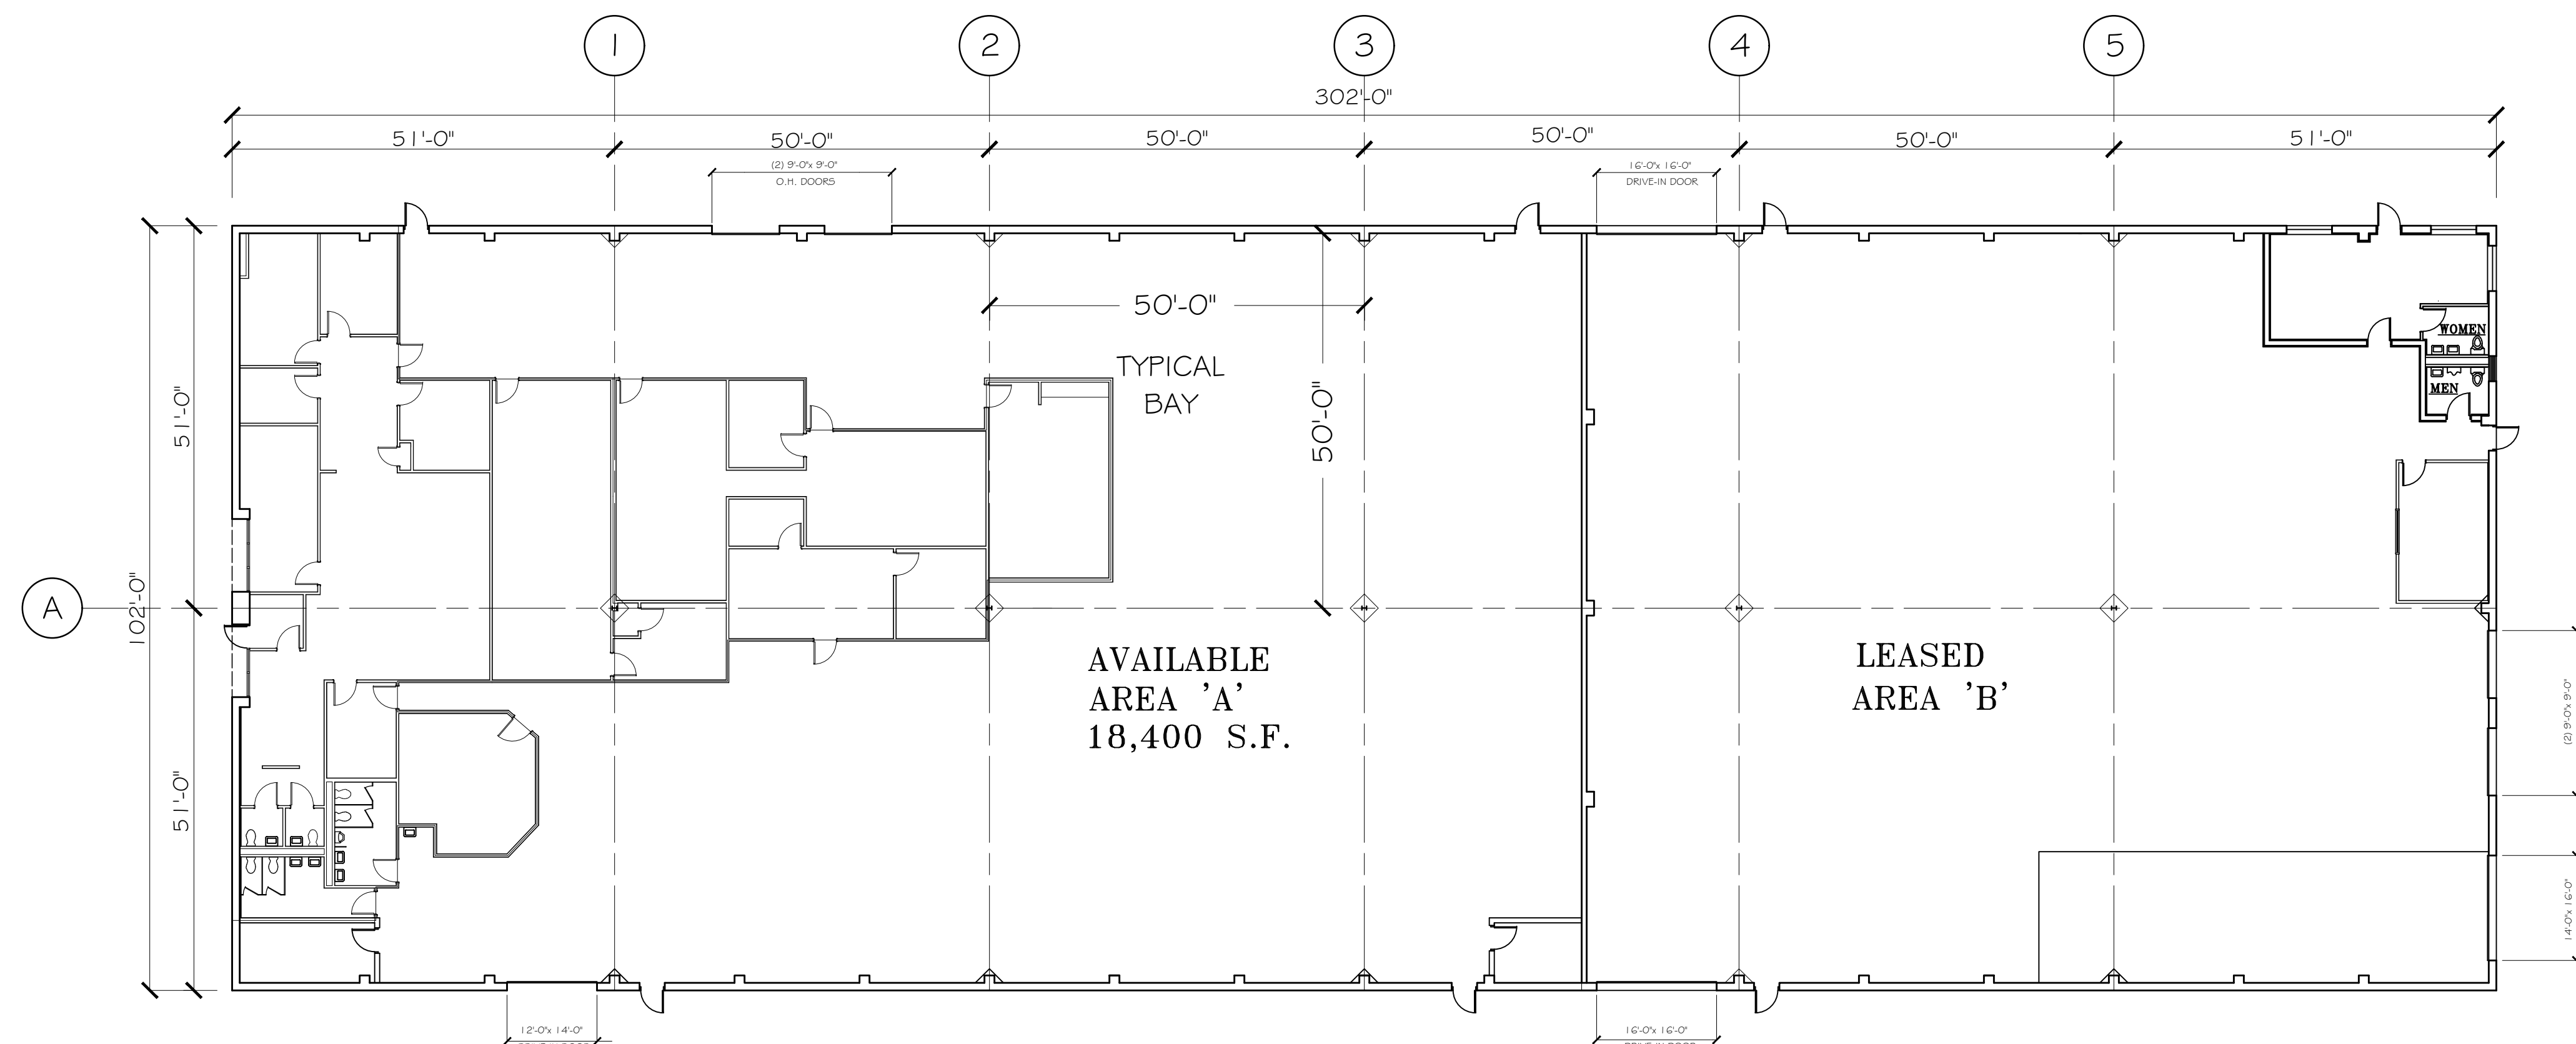 1
2
3
4
5
302'-0"
51'-0"
50'-0"
50'-0"
50'-0"
50'-0"
51'-0"
(2) 9'-0"x 9'-0"
O.H. DOORS
16'-0"x 16'-0"
DRIVE-IN DOOR
50'-0"
TYPICAL
BAY
50'-0"
WOMEN
MEN
51'-0"
A
102'-0"
51'-0"
AVAILABLE
AREA 'A'
18,400 S.F.
LEASED
AREA 'B'
(2) 9'-0"x 9'-0"
14'-0"x 16'-0"
12'-0"x 14'-0"
16'-0"x 16'-0"
DRIVE-IN DOOR